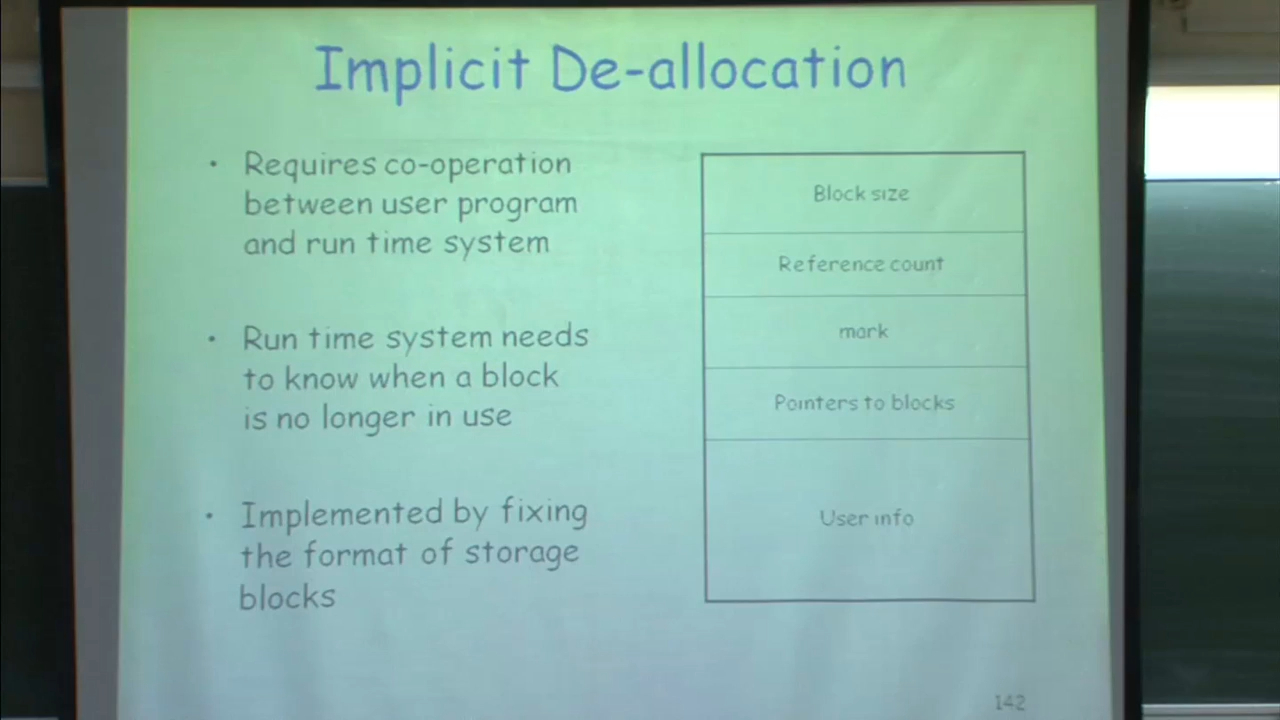 Implicit De-allocation
• Requires co-operation
between user program
and run time system
• Run time system needs
to know when a block
is no longer in use
• Implemented by fixing
the format of storage
blocks
Block size
Reference count
mark
Pointers to blocks
User info
142